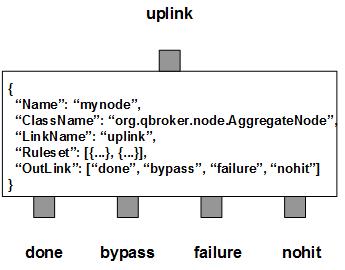 uplink
{
“Name”: “mynode”,
“ClassName”: “org.qbroker.node.AggregateNode”,
“LinkName”: “uplink”,
“Ruleset”: [{...}, {...}],
“OutLink”: [“done”, “bypass”, “failure”, “nohit”]
}
done bypass failure nohit